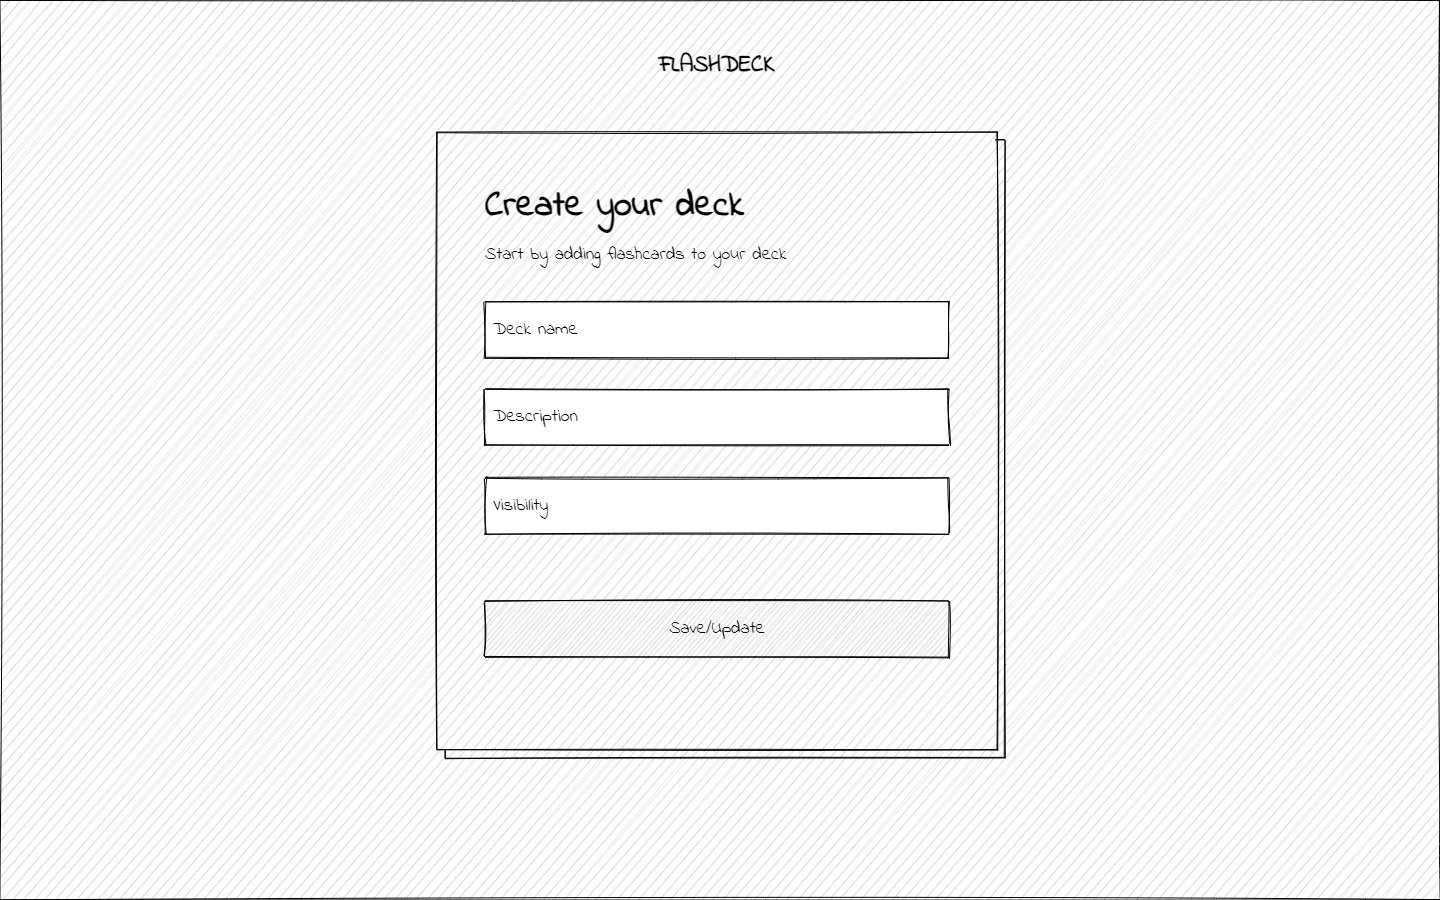 FLASHDECK
Create your deck
Start by adding flashcards to your deck
Deck name
Description
Visibility
Save/Update